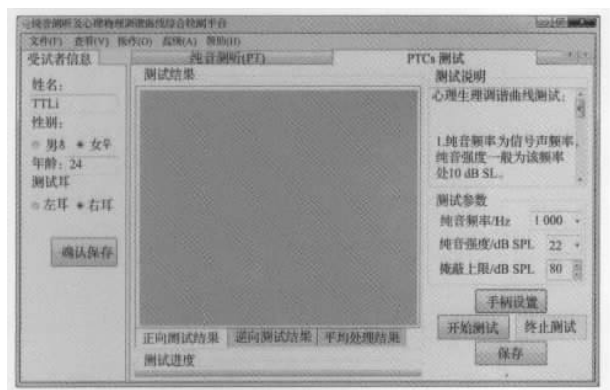 纯音测听及心理物理调谐曲线综合检测平台
文件(F) 查看(V) 操作(O) 高级(A) 帮助(H)
受试者信息
纯音测听(PT)
PTCs 测试
姓名:
TTLi
性别:
男♂ 女♀
年龄: 24
测试耳
左耳 右耳
确认保存
测试结果
正向测试结果 逆向测试结果 平均处理结果
测试进度
测试说明
心理生理调谐曲线测试:
1.纯音频率为信号声频率,
纯音强度一般为该频率
处10 dB SL。
测试参数
纯音频率/Hz 1 000
纯音强度/dB SPL 22
掩蔽上限/dB SPL 80
手柄设置
开始测试 终止测试
保存